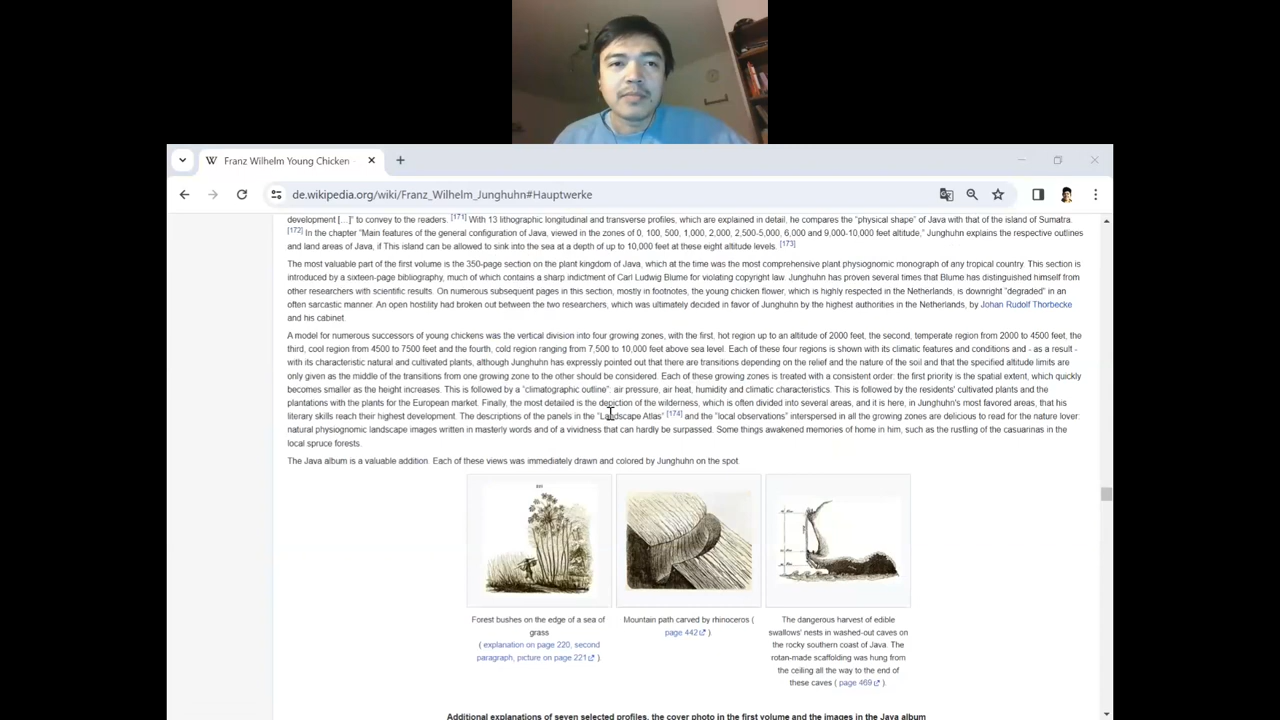 Franz Wilhelm Young Chicken
de.wikipedia.org/wiki/Franz_Wilhelm_Junghuhn#Hauptwerke
development [...]" to convey to the readers. [171] With 13 lithographic longitudinal and transverse profiles, which are explained in detail, he compares the "physical shape" of Java with that of the island of Sumatra.
[172] In the chapter "Main features of the general configuration of Java, viewed in the zones of 0, 100, 500, 1,000, 2,000, 2,500-5,000, 6,000 and 9,000-10,000 feet altitude," Junghuhn explains the respective outlines
and land areas of Java, if This island can be allowed to sink into the sea at a depth of up to 10,000 feet at these eight altitude levels. [173]
The most valuable part of the first volume is the 350-page section on the plant kingdom of Java, which at the time was the most comprehensive plant physiognomic monograph of any tropical country. This section is
introduced by a sixteen-page bibliography, much of which contains a sharp indictment of Carl Ludwig Blume for violating copyright law. Junghuhn has proven several times that Blume has distinguished himself from
other researchers with scientific results. On numerous subsequent pages in this section, mostly in footnotes, the young chicken flower, which is highly respected in the Netherlands, is downright "degraded" in an
often sarcastic manner. An open hostility had broken out between the two researchers, which was ultimately decided in favor of Junghuhn by the highest authorities in the Netherlands, by Johan Rudolf Thorbecke
and his cabinet.
A model for numerous successors of young chickens was the vertical division into four growing zones, with the first, hot region up to an altitude of 2000 feet, the second, temperate region from 2000 to 4500 feet, the
third, cool region from 4500 to 7500 feet and the fourth, cold region ranging from 7,500 to 10,000 feet above sea level. Each of these four regions is shown with its climatic features and conditions and - as a result -
with its characteristic natural and cultivated plants, although Junghuhn has expressly pointed out that there are transitions depending on the relief and the nature of the soil and that the specified altitude limits are
only given as the middle of the transitions from one growing zone to the other should be considered. Each of these growing zones is treated with a consistent order: the first priority is the spatial extent, which quickly
becomes smaller as the height increases. This is followed by a "climatographic outline": air pressure, air heat, humidity and climatic characteristics. This is followed by the residents' cultivated plants and the
plantations with the plants for the European market. Finally, the most detailed is the depiction of the wilderness, which is often divided into several areas, and it is here, in Junghuhn's most favored areas, that his
literary skills reach their highest development. The descriptions of the panels in the "Landscape Atlas" [174] and the "local observations" interspersed in all the growing zones are delicious to read for the nature lover:
natural physiognomic landscape images written in masterly words and of a vividness that can hardly be surpassed. Some things awakened memories of home in him, such as the rustling of the casuarinas in the
local spruce forests.
The Java album is a valuable addition. Each of these views was immediately drawn and colored by Junghuhn on the spot.
Forest bushes on the edge of a sea of
grass
( explanation on page 220, second
paragraph, picture on page 221 ).
Mountain path carved by rhinoceros (
page 442 ).
The dangerous harvest of edible
swallows' nests in washed-out caves on
the rocky southern coast of Java. The
rotan-made scaffolding was hung from
the ceiling all the way to the end of
these caves ( page 469 ).
Additional explanations of seven selected profiles, the cover photo in the first volume and the images in the Java album